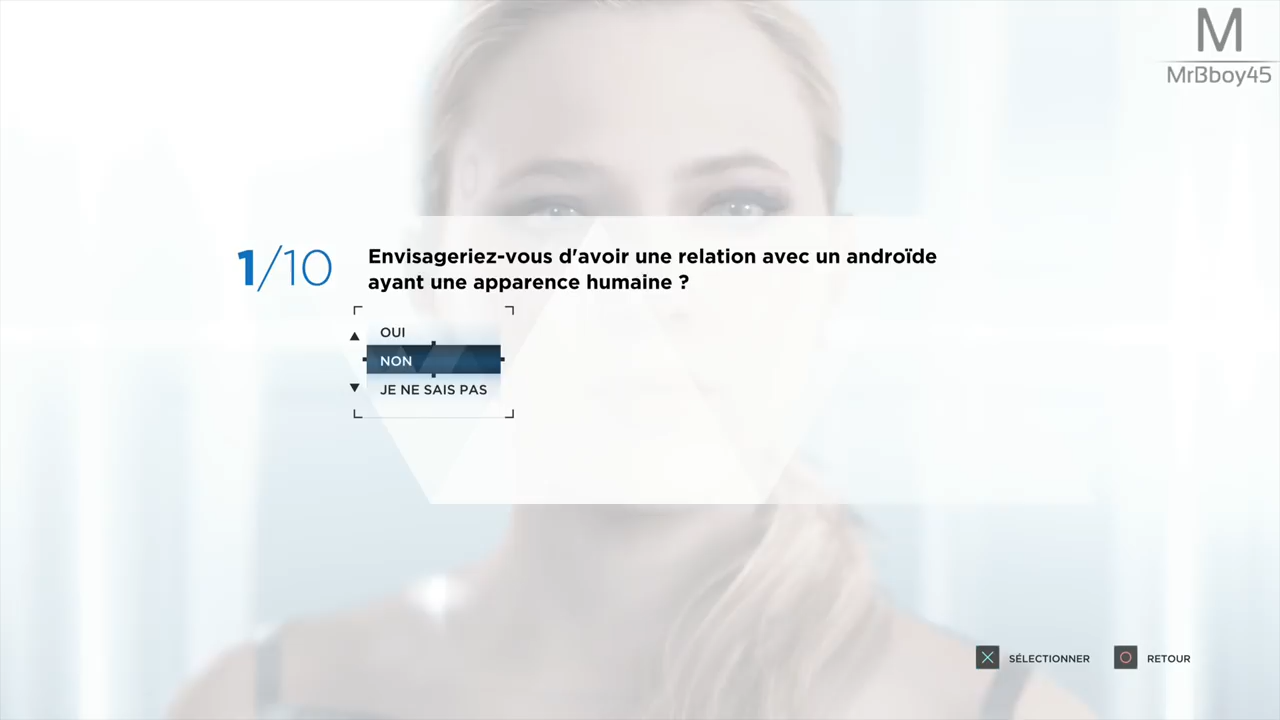 M
MrBboy45
1/10
Envisageriez-vous d'avoir une relation avec un androïde
ayant une apparence humaine ?
OUI
NON
JE NE SAIS PAS
SÉLECTIONNER
RETOUR